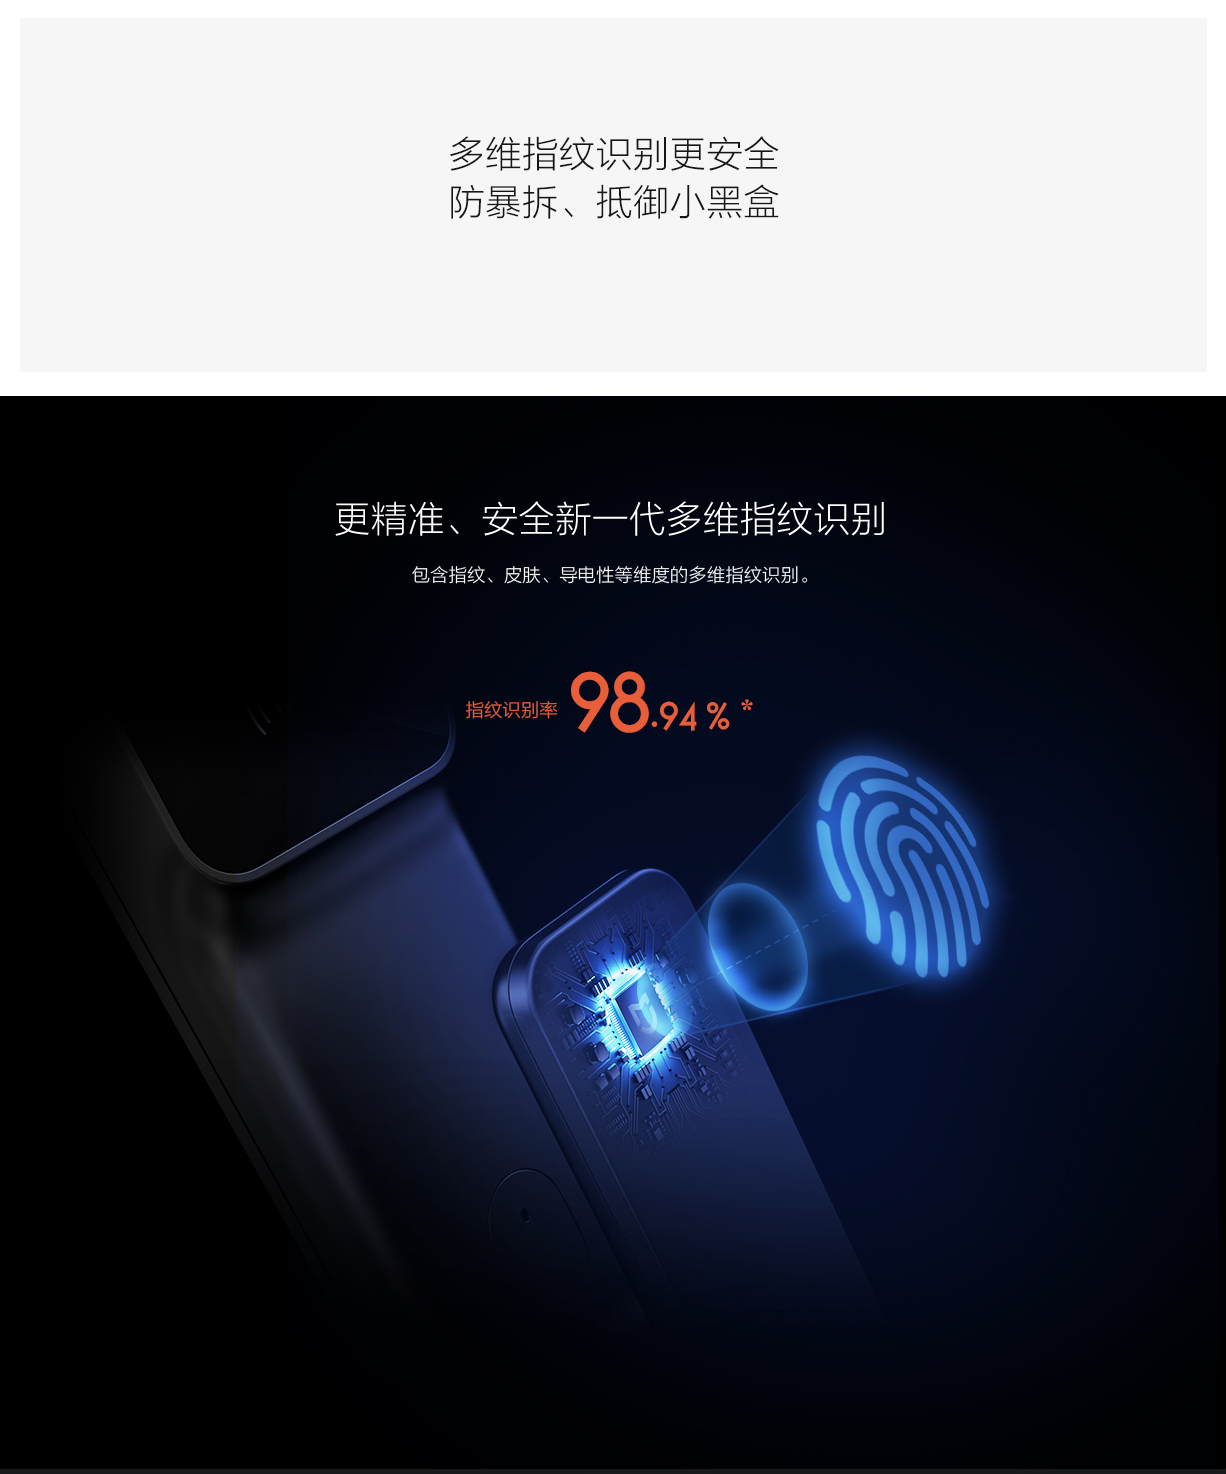 多维指纹识别更安全
防暴拆、抵御小黑盒
更精准、安全新一代多维指纹识别
包含指纹、皮肤、导电性等维度的多维指纹识别。
指纹识别率 98.94%*